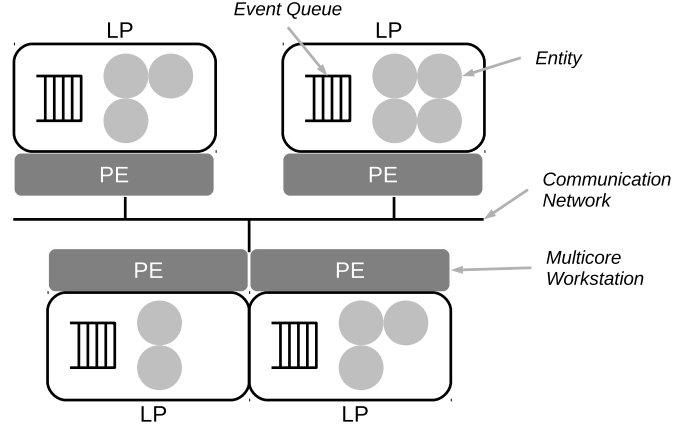 Event Queue
LP
LP
Entity
PE
PE
Communication
Network
PE
PE
Multicore
Workstation
LP
LP